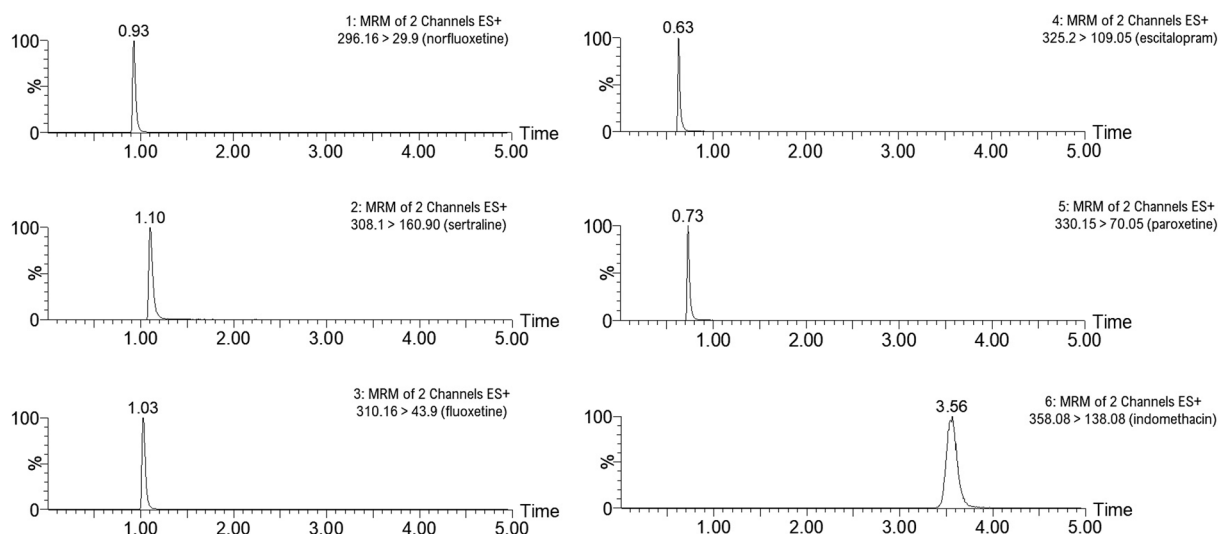 1: MRM of 2 Channels ES+
296.16 > 29.9 (norfluoxetine)
0.93
100
%
0
Time
1.00 2.00 3.00 4.00 5.00
2: MRM of 2 Channels ES+
308.1 > 160.90 (sertraline)
1.10
100
%
0
Time
1.00 2.00 3.00 4.00 5.00
3: MRM of 2 Channels ES+
310.16 > 43.9 (fluoxetine)
1.03
100
%
0
Time
1.00 2.00 3.00 4.00 5.00
4: MRM of 2 Channels ES+
325.2 > 109.05 (escitalopram)
0.63
100
%
0
Time
1.00 2.00 3.00 4.00 5.00
5: MRM of 2 Channels ES+
330.15 > 70.05 (paroxetine)
0.73
100
%
0
Time
1.00 2.00 3.00 4.00 5.00
6: MRM of 2 Channels ES+
358.08 > 138.08 (indomethacin)
3.56
100
%
0
Time
1.00 2.00 3.00 4.00 5.00